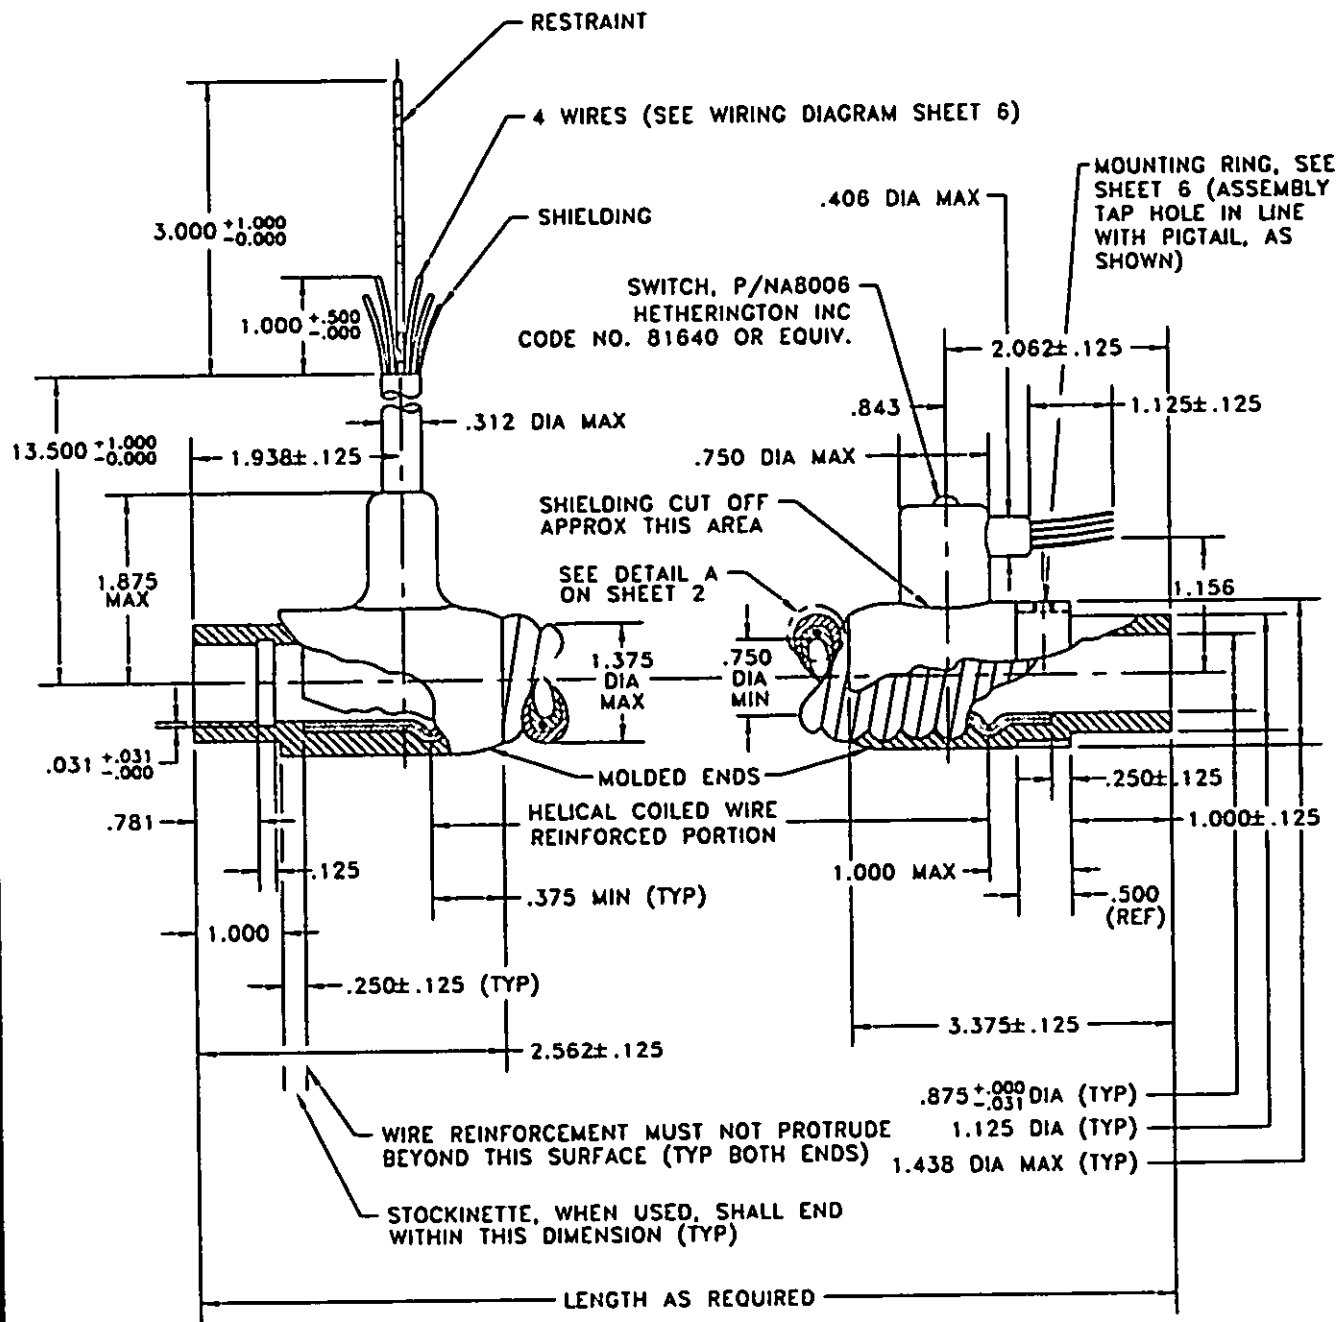 RESTRAINT
4 WIRES (SEE WIRING DIAGRAM SHEET 6)
SHIELDING
3.000 +1.000 -0.000
1.000 +.500 -.000
MOUNTING RING, SEE
SHEET 6 (ASSEMBLY
TAP HOLE IN LINE
WITH PIGTAIL, AS
SHOWN)
.406 DIA MAX
SWITCH, P/NA8006
HETHERINGTON INC
CODE NO. 81640 OR EQUIV.
2.062±.125
.843
1.125±.125
.312 DIA MAX
13.500 +1.000 -0.000
1.938±.125
.750 DIA MAX
SHIELDING CUT OFF
APPROX THIS AREA
1.875
MAX
SEE DETAIL A
ON SHEET 2
1.156
1.375
DIA
MAX
.750
DIA
MIN
.031 +.031 -.000
MOLDED ENDS
.250±.125
.781
HELICAL COILED WIRE
REINFORCED PORTION
1.000±.125
.125
1.000 MAX
.375 MIN (TYP)
.500
(REF)
1.000
.250±.125 (TYP)
3.375±.125
2.562±.125
.875 +.000 -.031 DIA (TYP)
1.125 DIA (TYP)
1.438 DIA MAX (TYP)
WIRE REINFORCEMENT MUST NOT PROTRUDE
BEYOND THIS SURFACE (TYP BOTH ENDS)
STOCKINETTE, WHEN USED, SHALL END
WITHIN THIS DIMENSION (TYP)
LENGTH AS REQUIRED